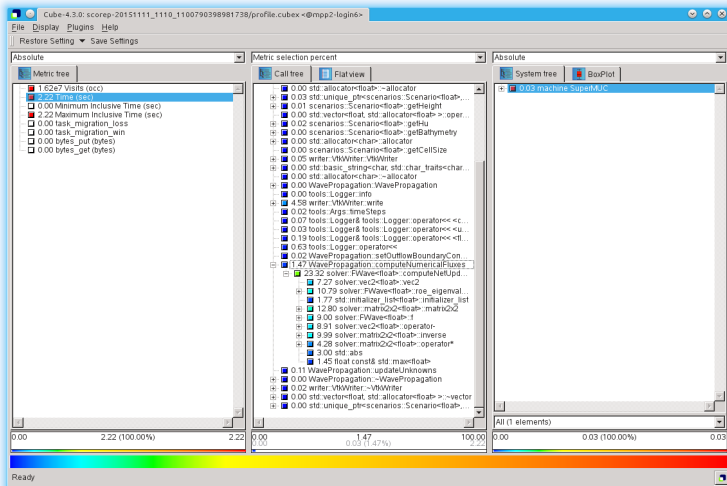 Cube-4.3.0: scorep-20151111_1110_1100790398981738/profile.cubex <@mpp2-login6>
File Display Plugins Help
Restore Setting Save Settings
Absolute
Metric tree
1.62e7 Visits (occ)
2.22 Time (sec)
0.00 Minimum Inclusive Time (sec)
2.22 Maximum Inclusive Time (sec)
0.00 task_migration_loss
0.00 task_migration_win
0.00 bytes_put (bytes)
0.00 bytes_get (bytes)
0.00 2.22 (100.00%) 2.22
Metric selection percent
Call tree
Flat view
0.00 std::allocator<float>::~allocator
0.03 std::unique_ptr<scenarios::Scenario<float>,...
0.01 scenarios::Scenario<float>::getHeight
0.00 std::vector<float, std::allocator<float> >::oper...
0.02 scenarios::Scenario<float>::getHu
0.00 scenarios::Scenario<float>::getBathymetry
0.00 std::allocator<char>::allocator
0.00 scenarios::Scenario<float>::getCellSize
0.05 writer::VtkWriter::VtkWriter
0.00 std::basic_string<char, std::char_traits<char...
0.00 std::allocator<char>::~allocator
0.00 WavePropagation::WavePropagation
0.00 tools::Logger::info
4.58 writer::VtkWriter::write
0.02 tools::Args::timeSteps
0.07 tools::Logger& tools::Logger::operator<< <c...
0.03 tools::Logger& tools::Logger::operator<< <u...
0.19 tools::Logger& tools::Logger::operator<< <fl...
0.63 tools::Logger::operator<<
0.02 WavePropagation::setOutflowBoundaryCon...
1.47 WavePropagation::computeNumericalFluxes
23.32 solver::FWave<float>::computeNetUpd...
7.27 solver::vec2<float>::vec2
10.79 solver::FWave<float>::roe_eigenval...
1.77 std::initializer_list<float>::initializer_list
12.80 solver::matrix2x2<float>::matrix2x2
9.00 solver::FWave<float>::f
8.91 solver::vec2<float>::operator-
9.99 solver::matrix2x2<float>::inverse
4.28 solver::matrix2x2<float>::operator*
3.00 std::abs
1.45 float const& std::max<float>
0.11 WavePropagation::updateUnknowns
0.00 WavePropagation::~WavePropagation
0.02 writer::VtkWriter::~VtkWriter
0.00 std::vector<float, std::allocator<float> >::~vector
0.00 std::unique_ptr<scenarios::Scenario<float>,...
0.00 1.47 100.00
0.00 0.03 (1.47%) 2.22
Absolute
System tree
BoxPlot
0.03 machine SuperMUC
All (1 elements)
0.00 0.03 (100.00%) 0.03
Ready